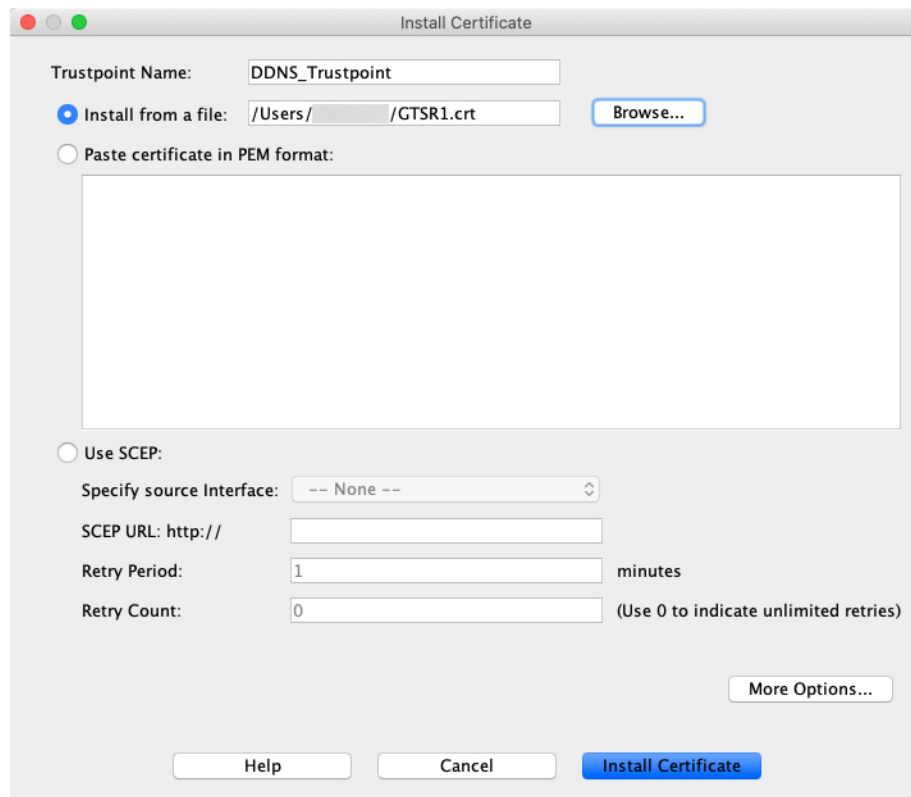 Install Certificate
Trustpoint Name: DDNS_Trustpoint
Install from a file: /Users/ /GTSR1.crt Browse...
Paste certificate in PEM format:
Use SCEP:
Specify source Interface: -- None --
SCEP URL: http://
Retry Period: 1 minutes
Retry Count: 0 (Use 0 to indicate unlimited retries)
More Options...
Help Cancel Install Certificate